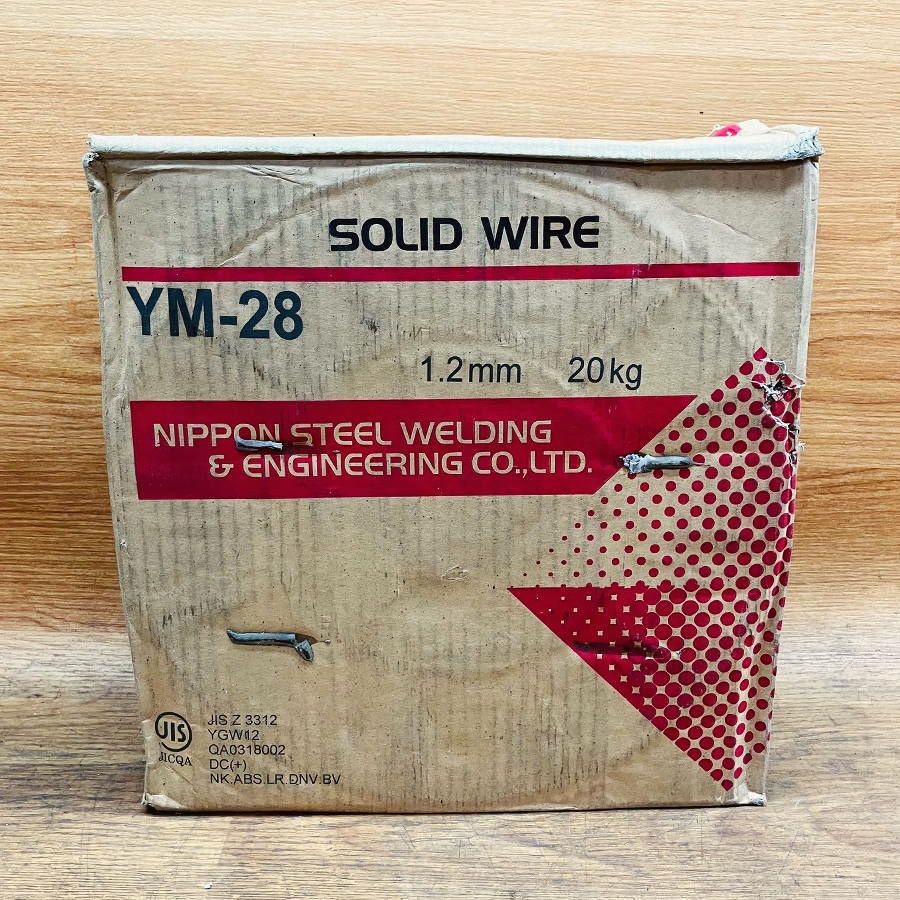 SOLID WIRE
YM-28
1.2mm 20kg
NIPPON STEEL WELDING
& ENGINEERING CO.,LTD.
JIS
JICQA
JIS Z 3312
YGW12
QA0318002
DC(+)
NK.ABS.LR.DNV.BV